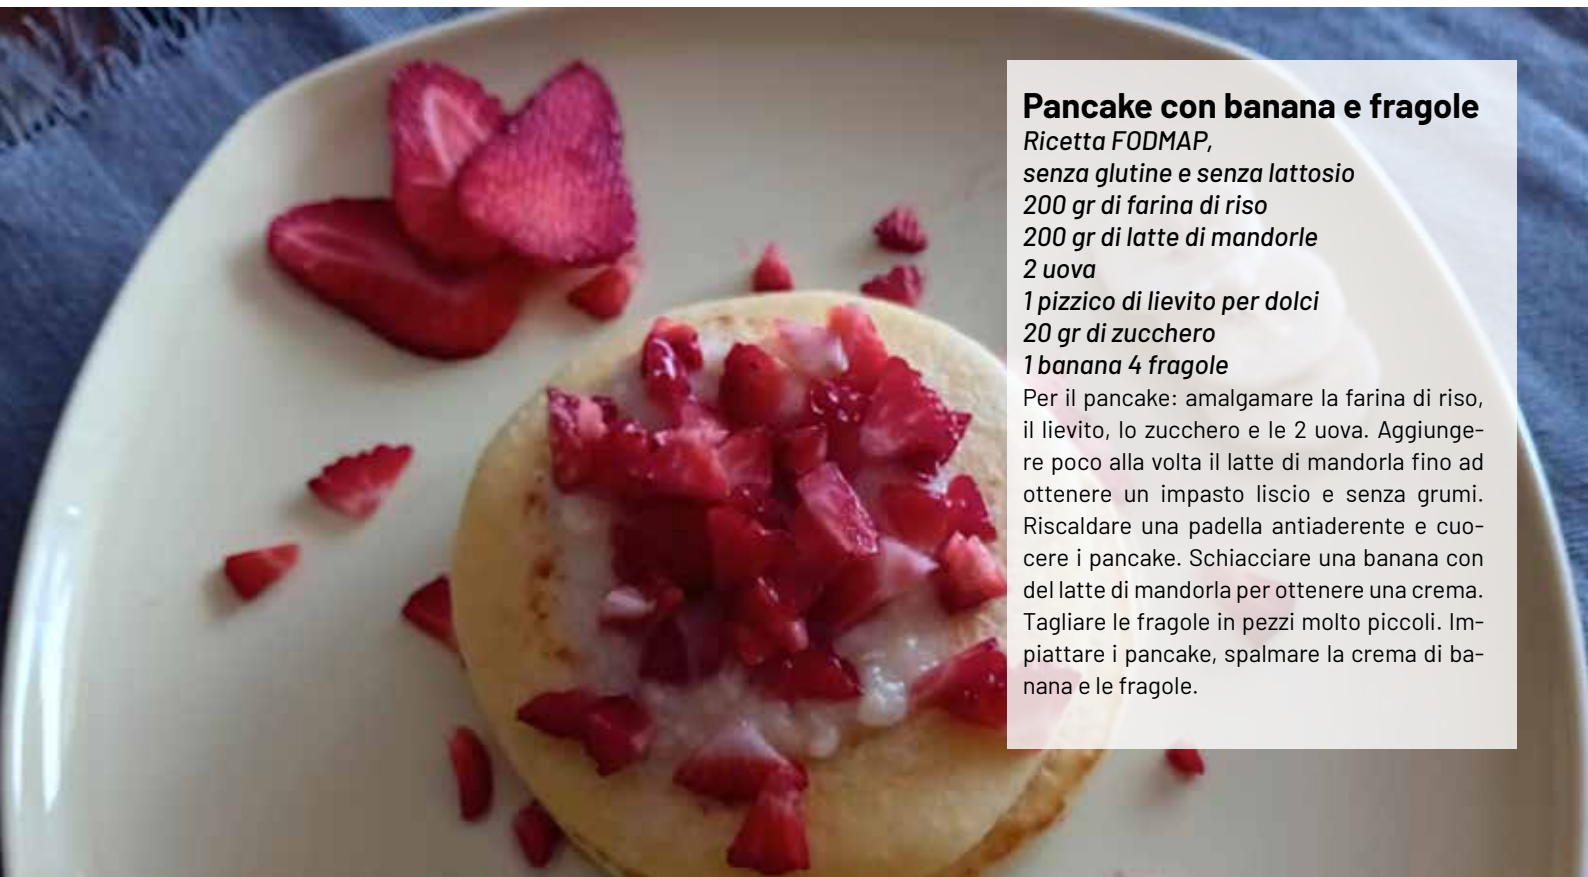 Pancake con banana e fragole
Ricetta FODMAP,
senza glutine e senza lattosio
200 gr di farina di riso
200 gr di latte di mandorle
2 uova
1 pizzico di lievito per dolci
20 gr di zucchero
1 banana 4 fragole
Per il pancake: amalgamare la farina di riso,
il lievito, lo zucchero e le 2 uova. Aggiunge-
re poco alla volta il latte di mandorla fino ad
ottenere un impasto liscio e senza grumi.
Riscaldare una padella antiaderente e cuo-
cere i pancake. Schiacciare una banana con
del latte di mandorla per ottenere una crema.
Tagliare le fragole in pezzi molto piccoli. Im-
piattare i pancake, spalmare la crema di ba-
nana e le fragole.